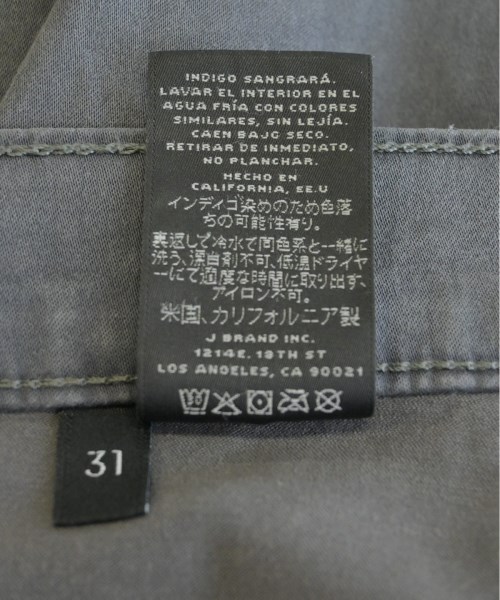 INDIGO SANGRARÁ.
LAVAR EL INTERIOR EN EL
AGUA FRÍA CON COLORES
SIMILARES, SIN LEJÍA.
CAEN BAJO SECO.
RETIRAR DE INMEDIATO,
NO PLANCHAR.
HECHO EN
CALIFORNIA, EE.U
インディゴ染めのため色落
ちの可能性有り。
裏返しで冷水で同色系と一緒に
洗う、漂白剤不可、低温ドライヤ
ーにて適度な時間に取り出す、
アイロン不可。
米国、カリフォルニア製
J BRAND INC.
1214E. 18TH ST
LOS ANGELES, CA 90021
31